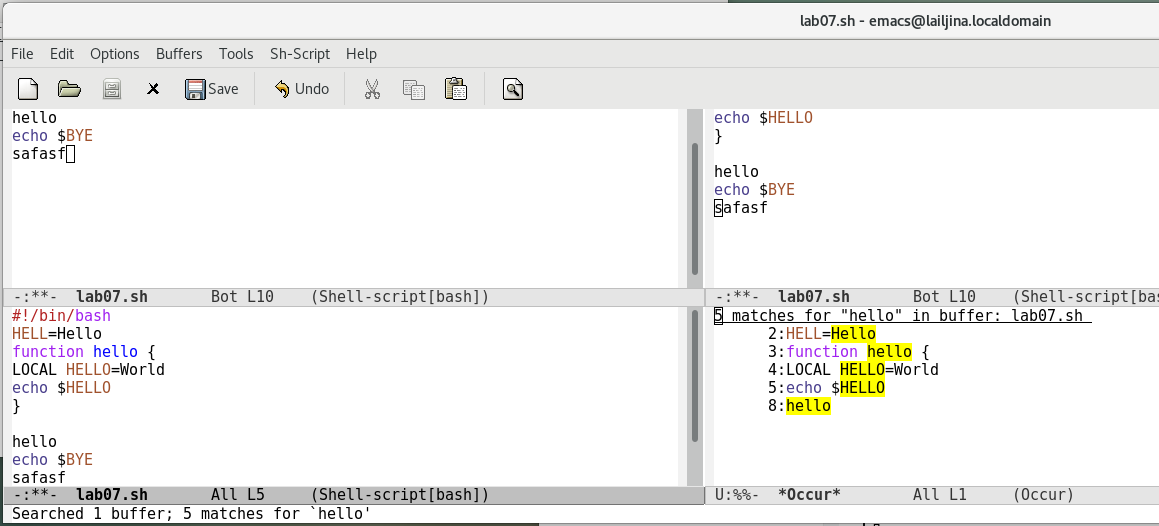 lab07.sh - emacs@lailjina.localdomain
File Edit Options Buffers Tools Sh-Script Help
Save Undo
hello
echo $BYE
safasf
-:**- lab07.sh Bot L10 (Shell-script[bash])
echo $HELLO
}
hello
echo $BYE
safasf
-:**- lab07.sh Bot L10 (Shell-script[bas
#!/bin/bash
HELL=Hello
function hello {
LOCAL HELLO=World
echo $HELLO
}
hello
echo $BYE
safasf
-:**- lab07.sh All L5 (Shell-script[bash])
5 matches for "hello" in buffer: lab07.sh
2:HELL=Hello
3:function hello {
4:LOCAL HELLO=World
5:echo $HELLO
8:hello
U:%%- *Occur* All L1 (Occur)
Searched 1 buffer; 5 matches for `hello'